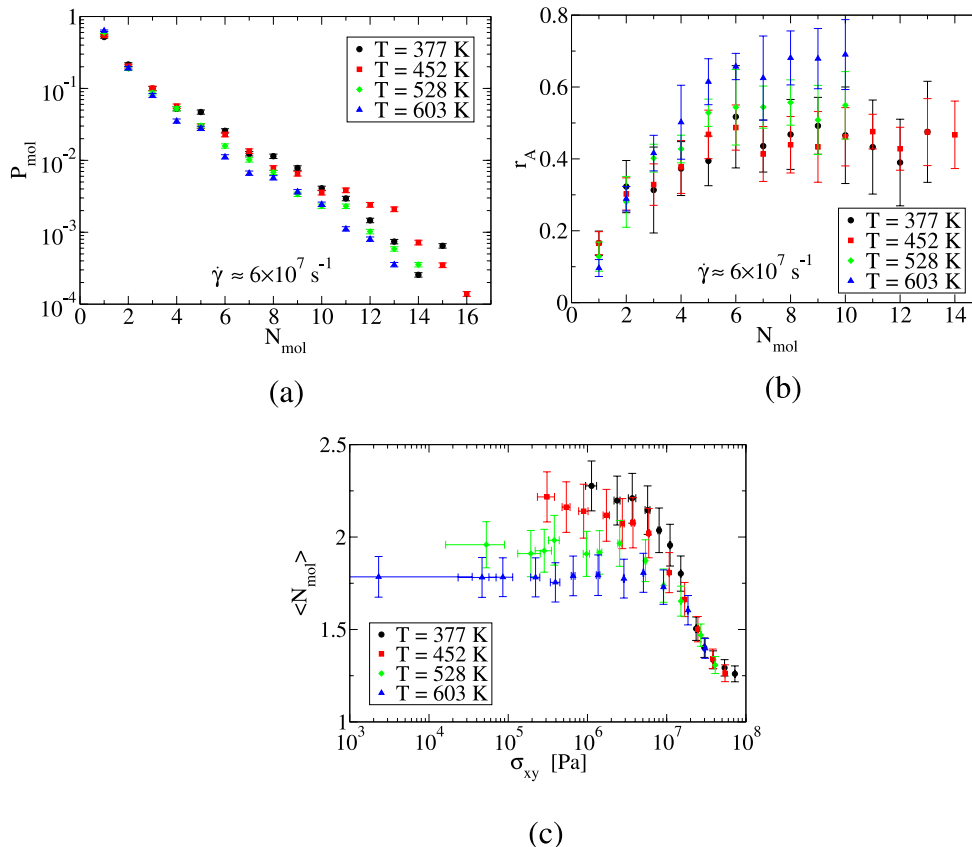 (a)
P_mol
1
10^-1
10^-2
10^-3
10^-4
T = 377 K
T = 452 K
T = 528 K
T = 603 K
γ̇ ≈ 6×10^7 s^-1
0 2 4 6 8 10 12 14 16
N_mol
(a)
r_A
0.8
0.6
0.4
0.2
0
γ̇ ≈ 6×10^7 s^-1
T = 377 K
T = 452 K
T = 528 K
T = 603 K
0 2 4 6 8 10 12 14
N_mol
(b)
<N_mol>
2.5
2
1.5
1
T = 377 K
T = 452 K
T = 528 K
T = 603 K
10^3 10^4 10^5 10^6 10^7 10^8
σ_xy [Pa]
(c)